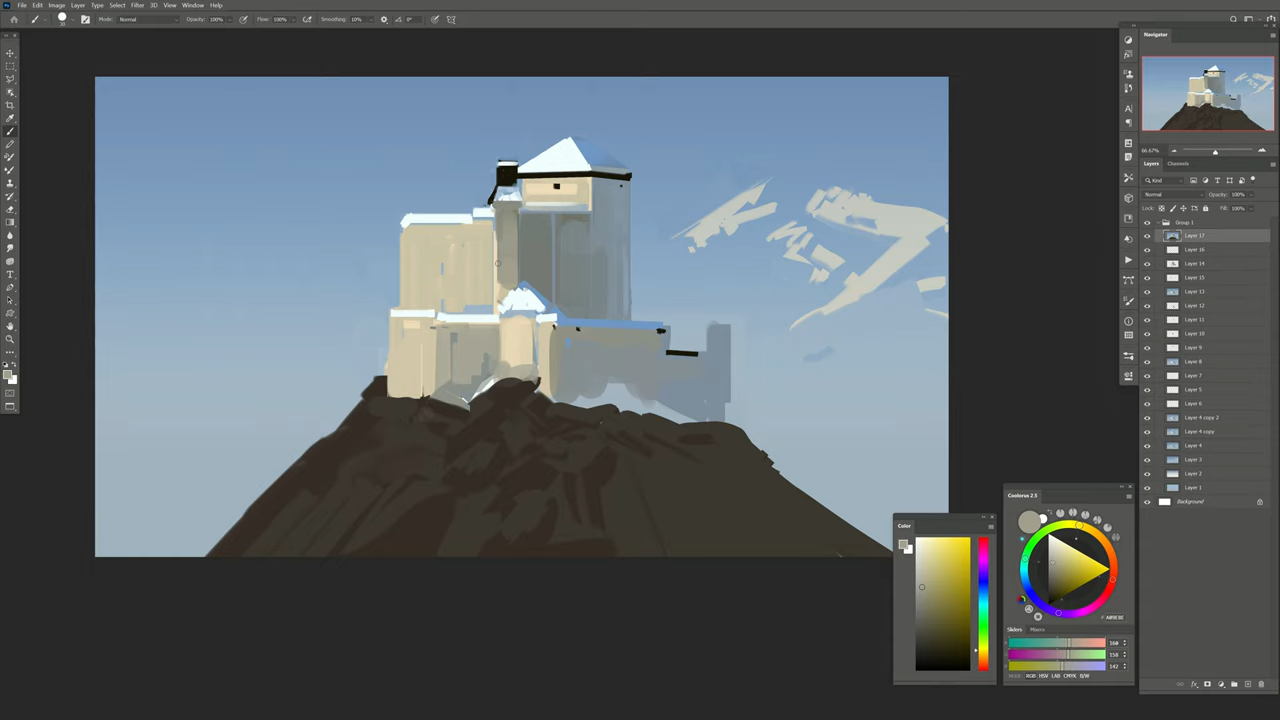 File Edit Image Layer Type Select Filter 3D View Window Help
Mode: Normal Opacity: 100% Flow: 100% Smoothing: 10% 0°
Navigator
66.67%
Layers Channels
Kind
Normal Opacity: 100%
Lock: Fill: 100%
Group 1
Layer 17
Layer 16
Layer 14
Layer 15
Layer 13
Layer 12
Layer 11
Layer 10
Layer 9
Layer 8
Layer 7
Layer 5
Layer 6
Layer 4 copy 2
Layer 4 copy
Layer 4
Layer 3
Layer 2
Layer 1
Background
Color
Coolorus 2.5
Sliders Mixers
160
158
142
RGB HSV LAB CMYK B/W